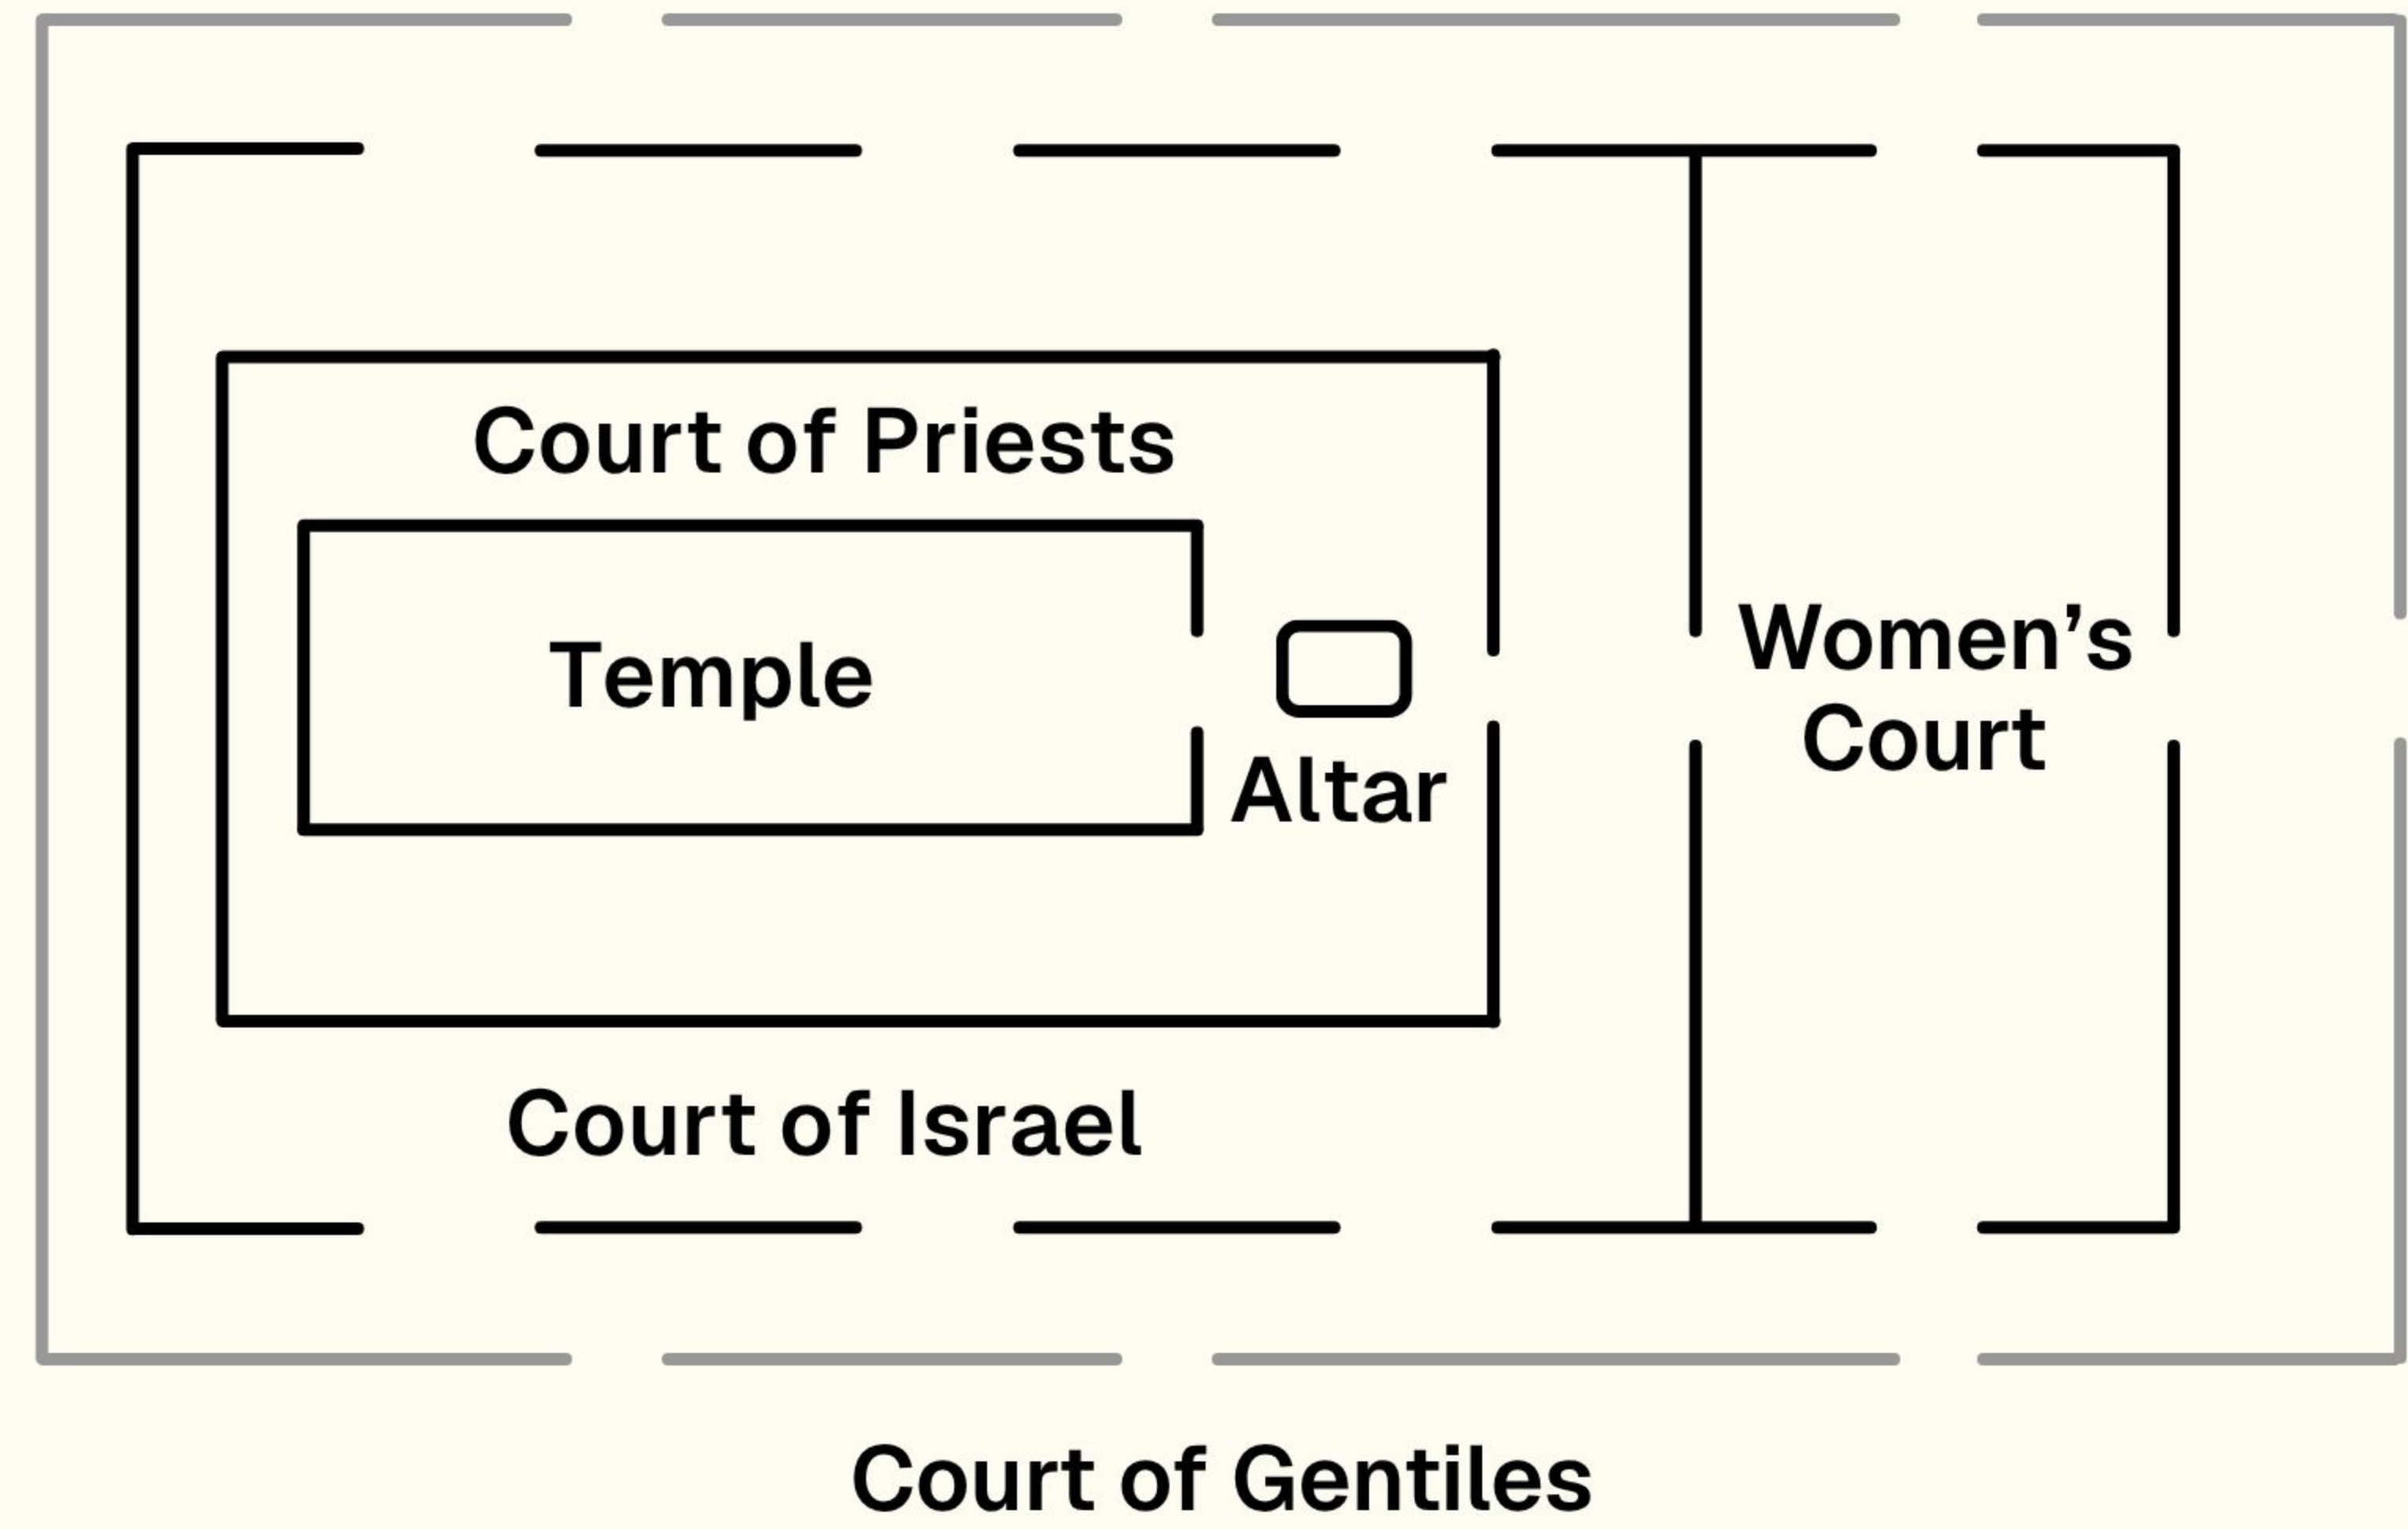 Court of Priests
Temple
Altar
Women’s
Court
Court of Israel
Court of Gentiles